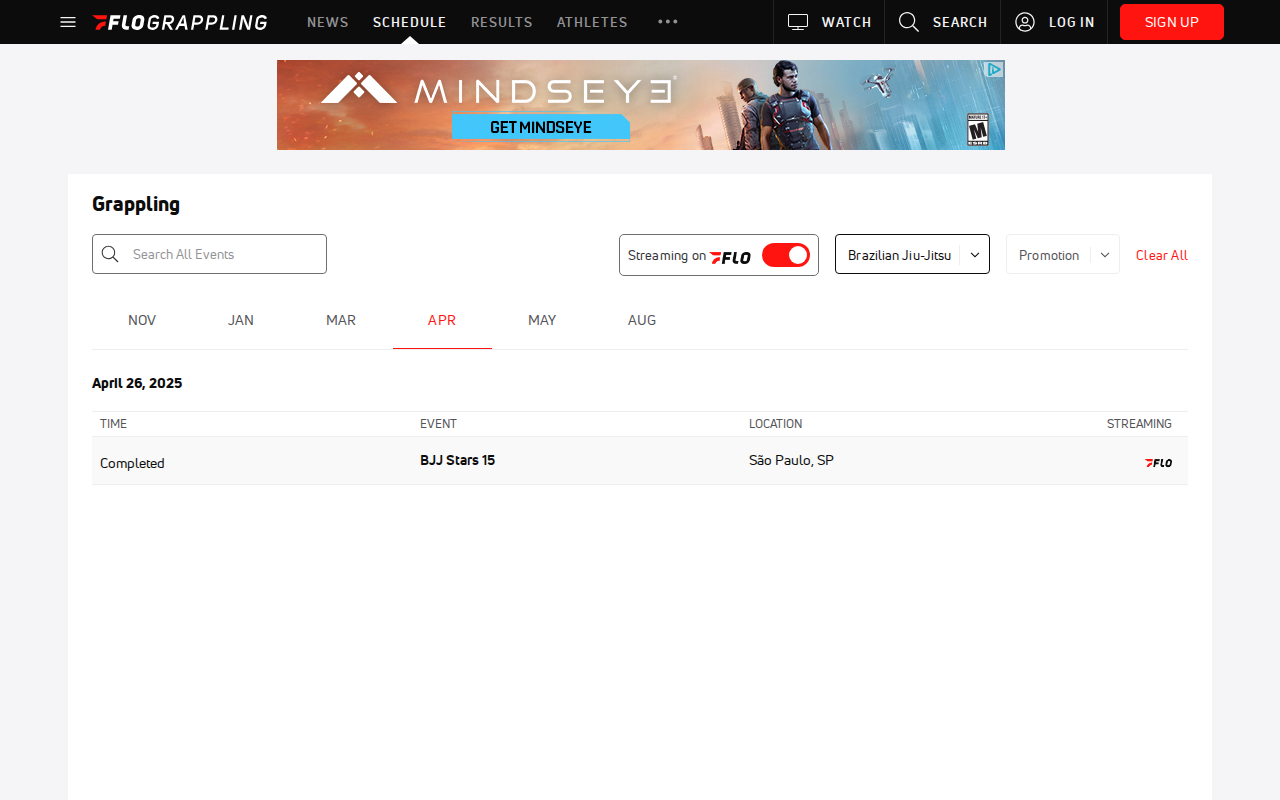 FLOGRAPPLING NEWS SCHEDULE RESULTS ATHLETES WATCH SEARCH LOG IN SIGN UP
MINDSEYE
GET MINDSEYE
Grappling
Search All Events Streaming on FLO Brazilian Jiu-Jitsu Promotion Clear All
NOV JAN MAR APR MAY AUG
April 26, 2025
TIME EVENT LOCATION STREAMING
Completed BJJ Stars 15 São Paulo, SP FLO